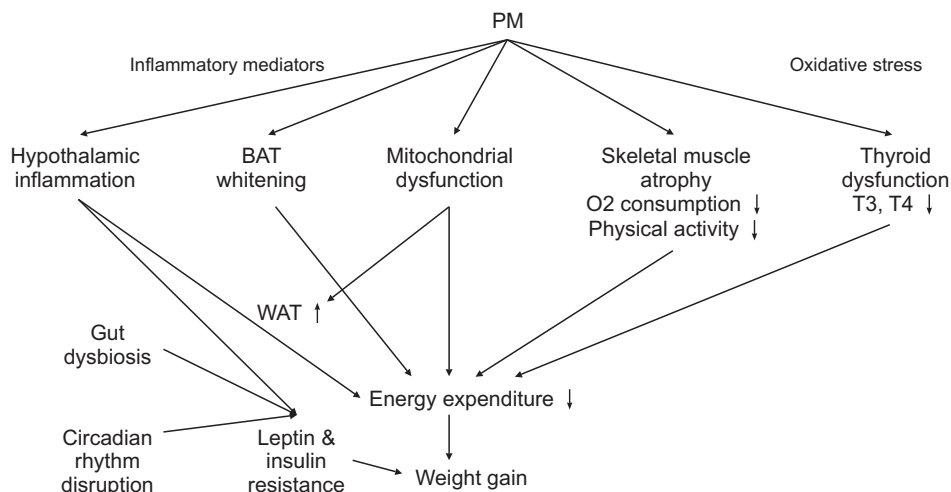 PM
Inflammatory mediators
Oxidative stress
Hypothalamic
inflammation
BAT
whitening
Mitochondrial
dysfunction
Skeletal muscle
atrophy
O2 consumption ↓
Physical activity ↓
Thyroid
dysfunction
T3, T4 ↓
WAT ↑
Gut
dysbiosis
Energy expenditure ↓
Circadian
rhythm
disruption
Leptin &
insulin
resistance
Weight gain